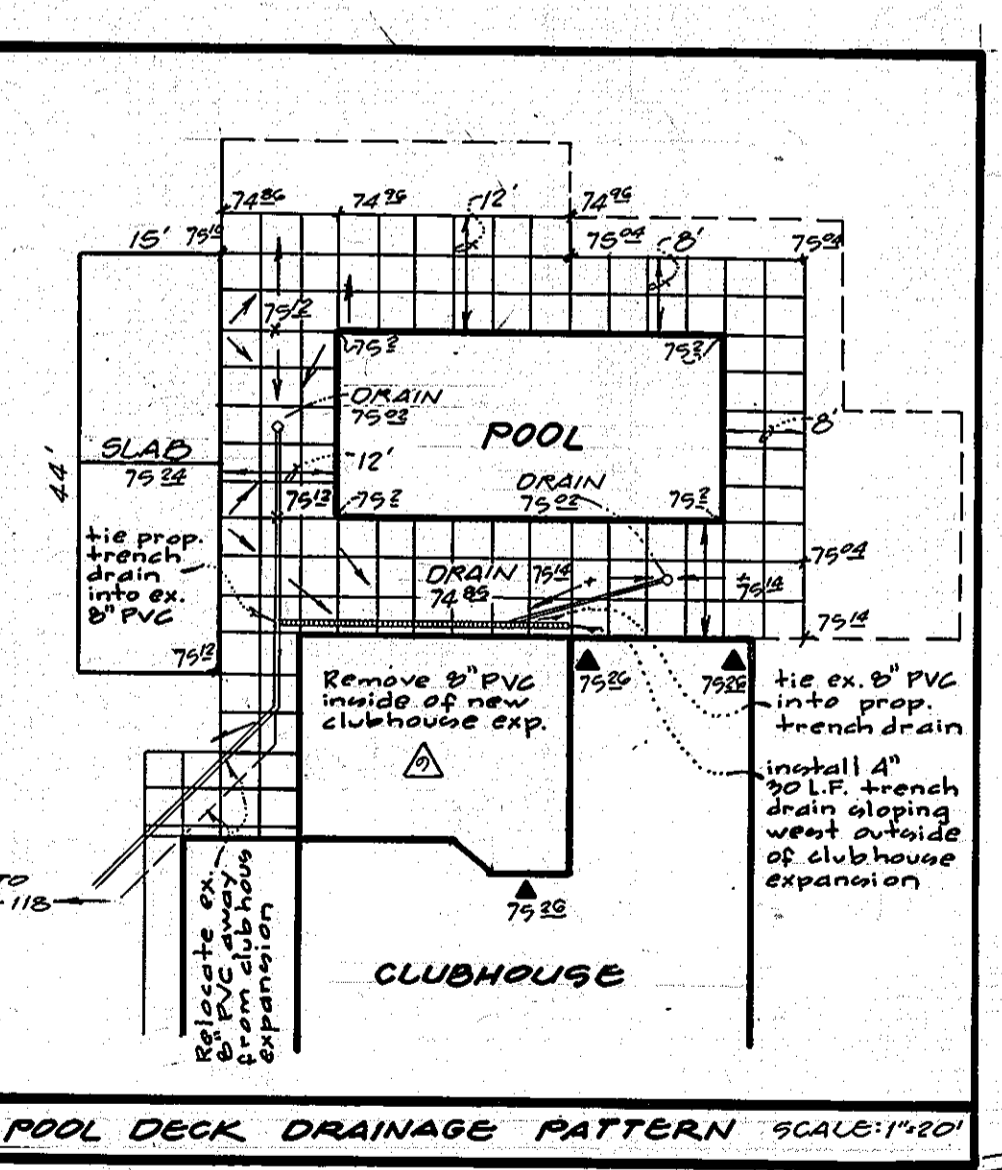 74 86
74 96
12'
74 96
15'
75 04
8'
75 04
75 12
75 2
75 2
DRAIN
75 03
POOL
8'
SLAB
75 24
44'
12'
DRAIN
75 02
75 13
75 2
75 2
tie prop.
trench
drain
into ex.
8" PVC
DRAIN
74 85
75 14
75 14
75 04
75 12
75 14
Remove 8" PVC
inside of new
clubhouse exp.
75 26
75 26
tie ex. 8" PVC
into prop.
trench drain
install 4"
30 L.F. trench
drain sloping
west outside
of clubhouse
expansion
TO
-118
75 26
Relocate ex.
8" PVC away
from clubhous
expansion
CLUBHOUSE
POOL DECK DRAINAGE PATTERN SCALE: 1"=20'